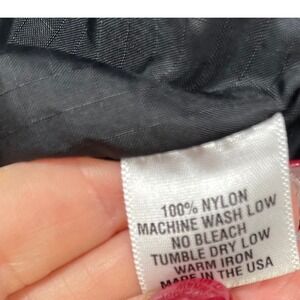 100% NYLON
MACHINE WASH LOW
NO BLEACH
TUMBLE DRY LOW
WARM IRON
MADE IN THE USA